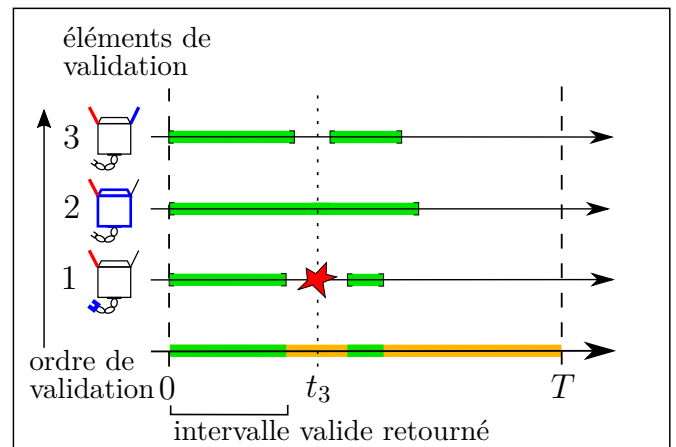 éléments de
validation
3
2
1
ordre de
validation
0
t₃
T
intervalle valide retourné